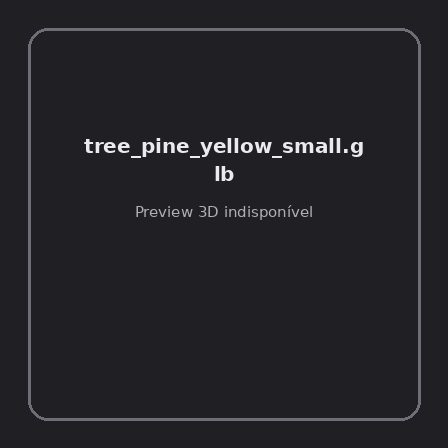 tree_pine_yellow_small.g
lb
Preview 3D indisponível